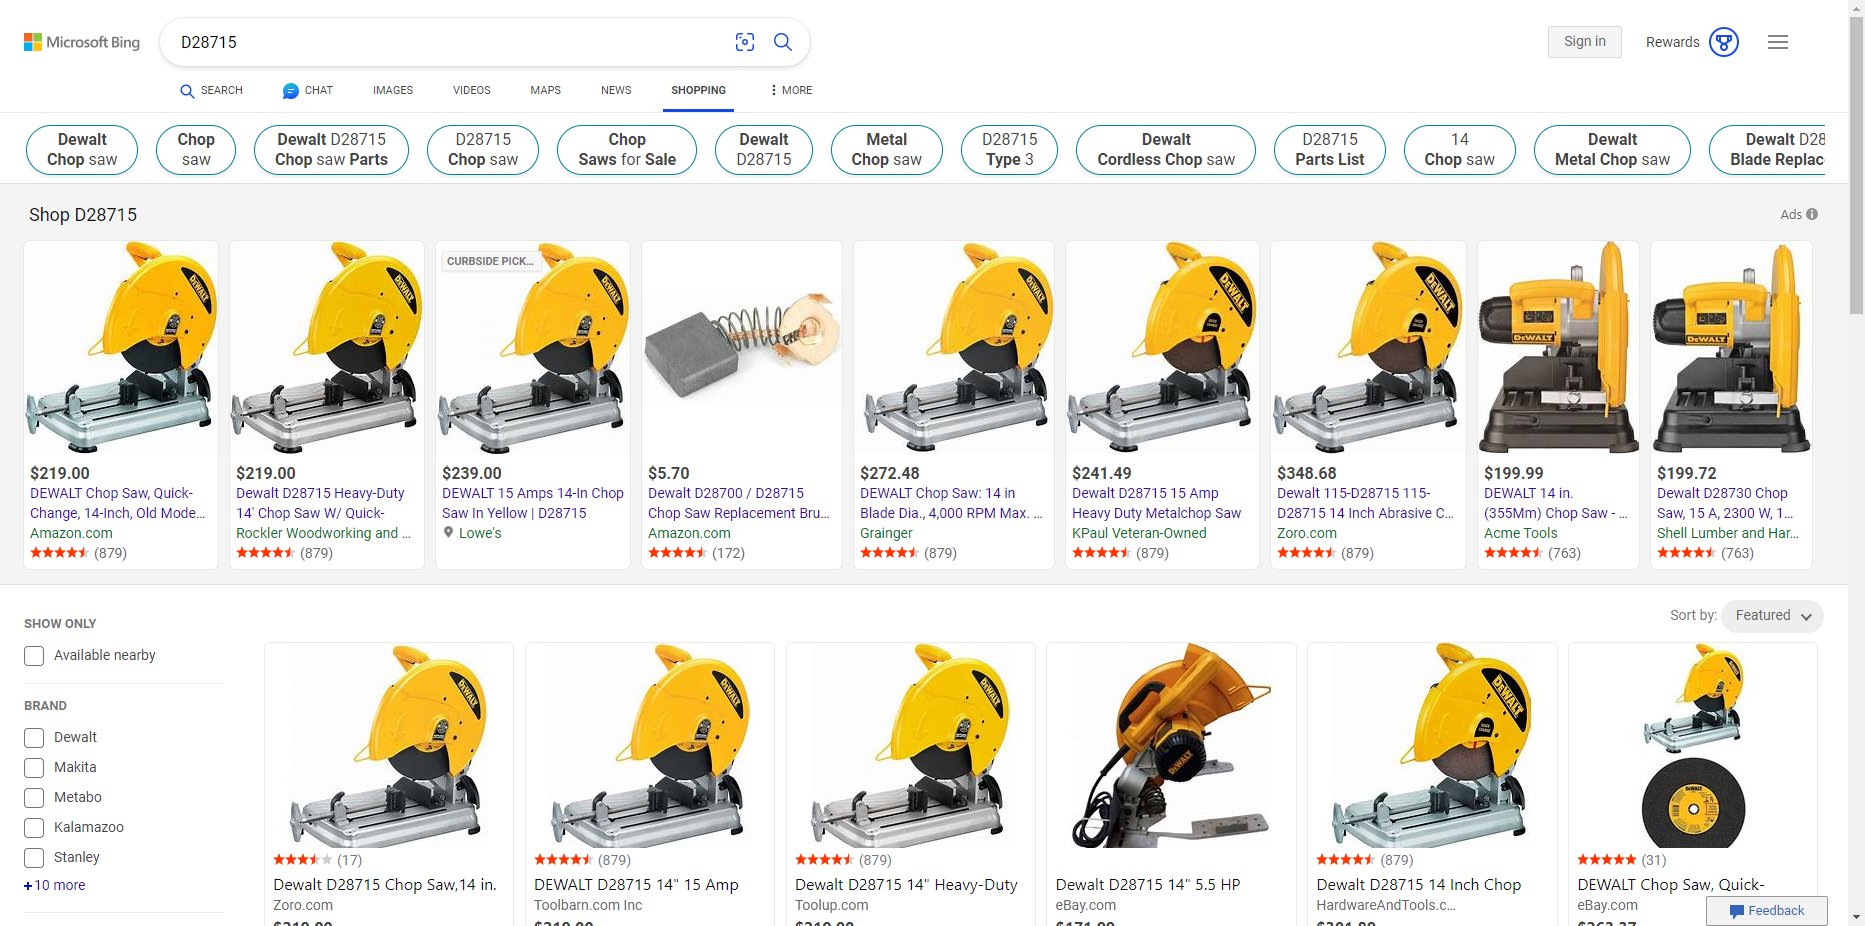 Microsoft Bing
D28715
Sign in
Rewards
SEARCH
CHAT
IMAGES
VIDEOS
MAPS
NEWS
SHOPPING
MORE
Dewalt
Chop saw
Chop
saw
Dewalt D28715
Chop saw Parts
D28715
Chop saw
Chop
Saws for Sale
Dewalt
D28715
Metal
Chop saw
D28715
Type 3
Dewalt
Cordless Chop saw
D28715
Parts List
14
Chop saw
Dewalt
Metal Chop saw
Dewalt D28
Blade Replac
Shop D28715
Ads
$219.00
DEWALT Chop Saw, Quick-
Change, 14-Inch, Old Mode...
Amazon.com
(879)
$219.00
Dewalt D28715 Heavy-Duty
14' Chop Saw W/ Quick-
Rockler Woodworking and ...
(879)
CURBSIDE PICK...
$239.00
DEWALT 15 Amps 14-In Chop
Saw In Yellow | D28715
Lowe's
$5.70
Dewalt D28700 / D28715
Chop Saw Replacement Bru...
Amazon.com
(172)
$272.48
DEWALT Chop Saw: 14 in
Blade Dia., 4,000 RPM Max. ...
Grainger
(879)
$241.49
Dewalt D28715 15 Amp
Heavy Duty Metalchop Saw
KPaul Veteran-Owned
(879)
$348.68
Dewalt 115-D28715 115-
D28715 14 Inch Abrasive C...
Zoro.com
(879)
$199.99
DEWALT 14 in.
(355Mm) Chop Saw - ...
Acme Tools
(763)
$199.72
Dewalt D28730 Chop
Saw, 15 A, 2300 W, 1...
Shell Lumber and Har...
(763)
Sort by:
Featured
SHOW ONLY
Available nearby
BRAND
Dewalt
Makita
Metabo
Kalamazoo
Stanley
+10 more
(17)
Dewalt D28715 Chop Saw,14 in.
Zoro.com
$219.00
(879)
DEWALT D28715 14" 15 Amp
Toolbarn.com Inc
$219.00
(879)
Dewalt D28715 14" Heavy-Duty
Toolup.com
$219.00
Dewalt D28715 14" 5.5 HP
eBay.com
$171.99
(879)
Dewalt D28715 14 Inch Chop
HardwareAndTools.c...
(31)
DEWALT Chop Saw, Quick-
eBay.com
$263.37
Feedback